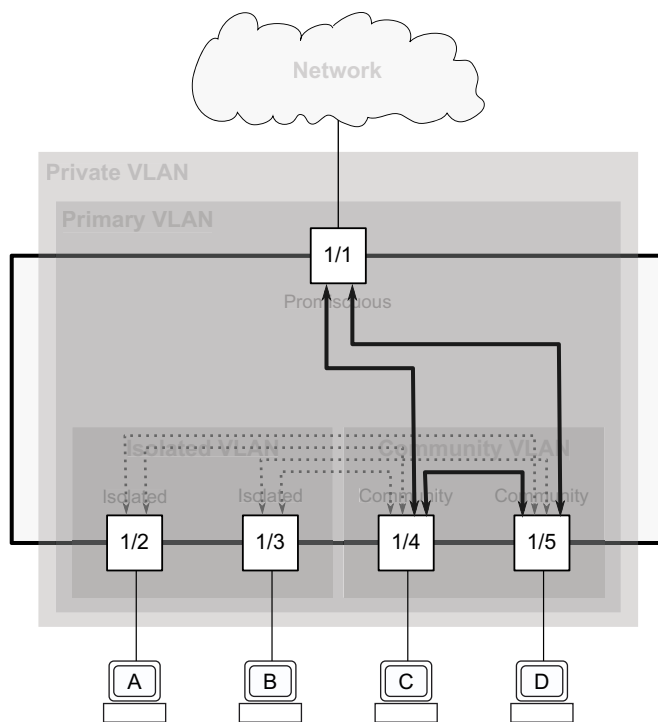 Network
Private VLAN
Primary VLAN
1/1
Promiscuous
Isolated VLAN Community VLAN
Isolated Isolated Community Community
1/2 1/3 1/4 1/5
A B C D